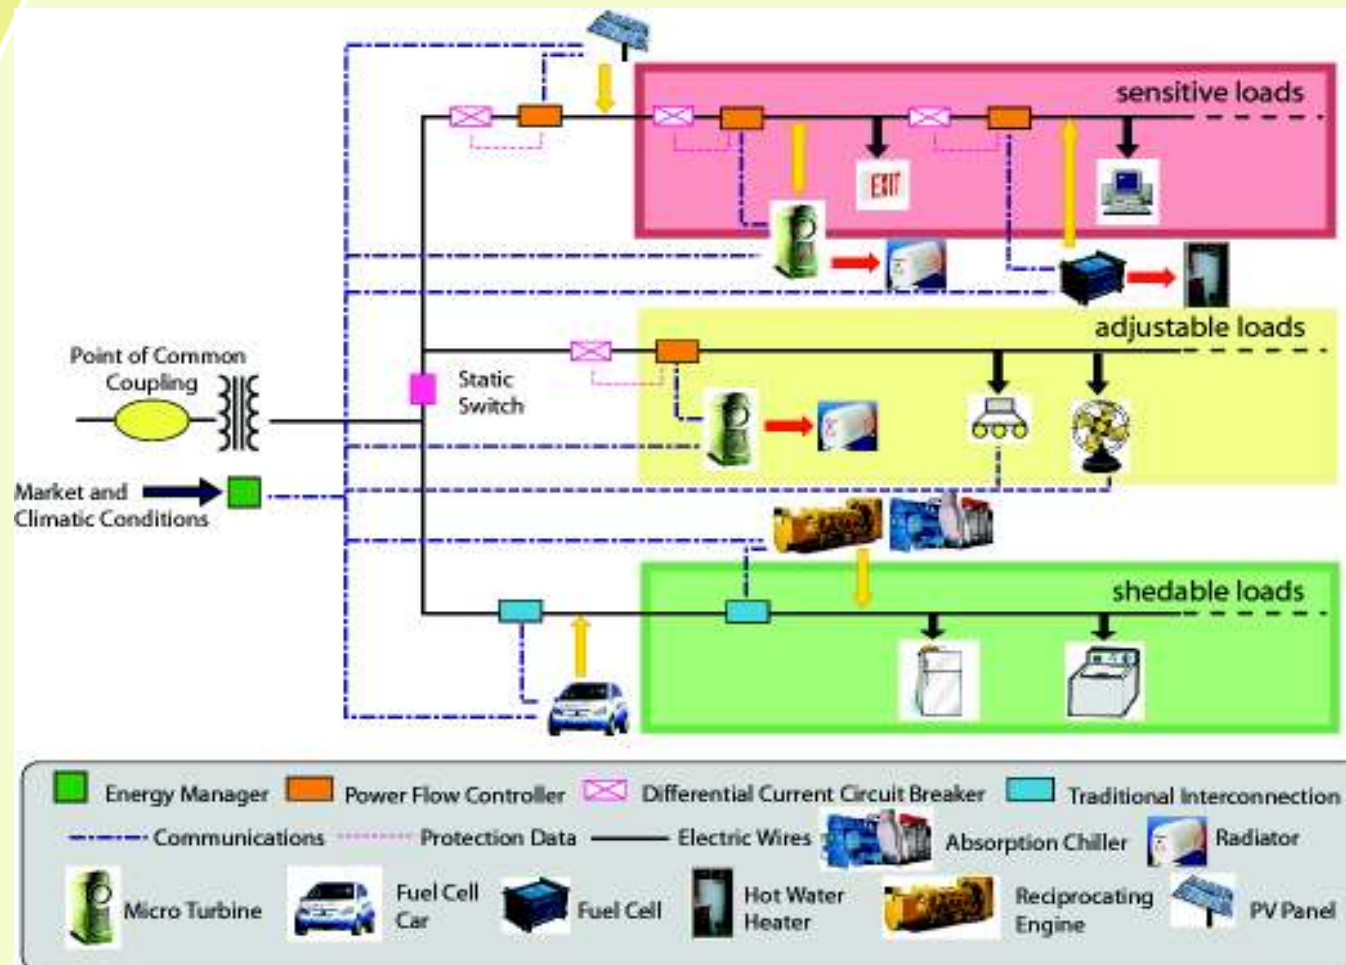 sensitive loads
EXIT
adjustable loads
Point of Common
Coupling
Static
Switch
Market and
Climatic Conditions
shedable loads
Energy Manager
Power Flow Controller
Differential Current Circuit Breaker
Traditional Interconnection
Communications
Protection Data
Electric Wires
Absorption Chiller
Radiator
Micro Turbine
Fuel Cell
Car
Fuel Cell
Hot Water
Heater
Reciprocating
Engine
PV Panel